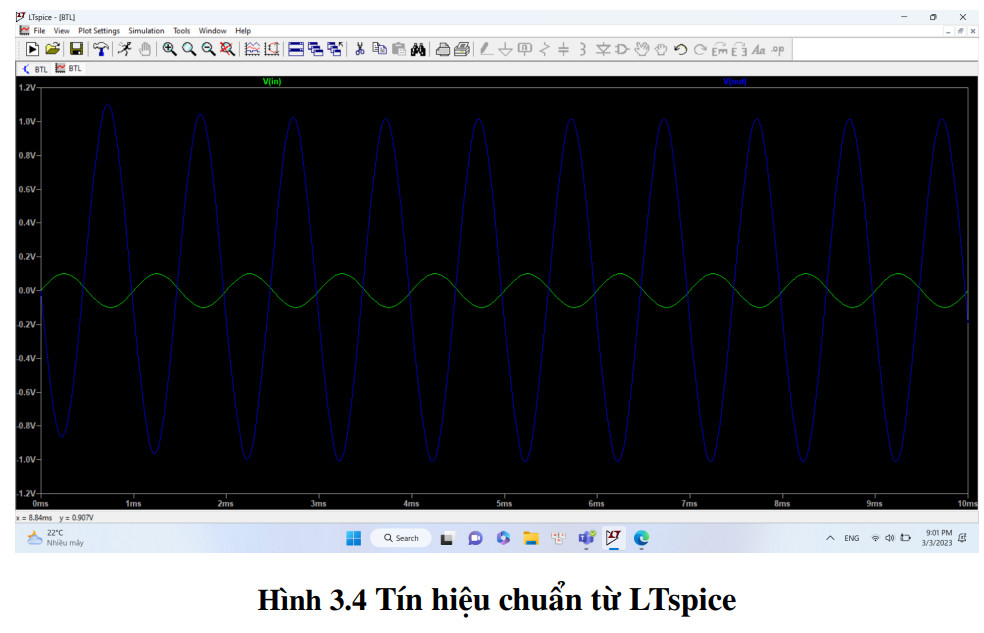 LTspice - [BTL]
File View Plot Settings Simulation Tools Window Help
BTL BTL
V(in)
1.2V
1.0V
0.8V
0.6V
0.4V
0.2V
0.0V
-0.2V
-0.4V
-0.6V
-0.8V
-1.0V
-1.2V
0ms 1ms 2ms 3ms 4ms 5ms 6ms 7ms 8ms 9ms 10ms
x = 8.84ms y = 0.907V
22°C
Nhiều mây
Search
ENG
9:01 PM
3/3/2023
Hình 3.4 Tín hiệu chuẩn từ LTspice